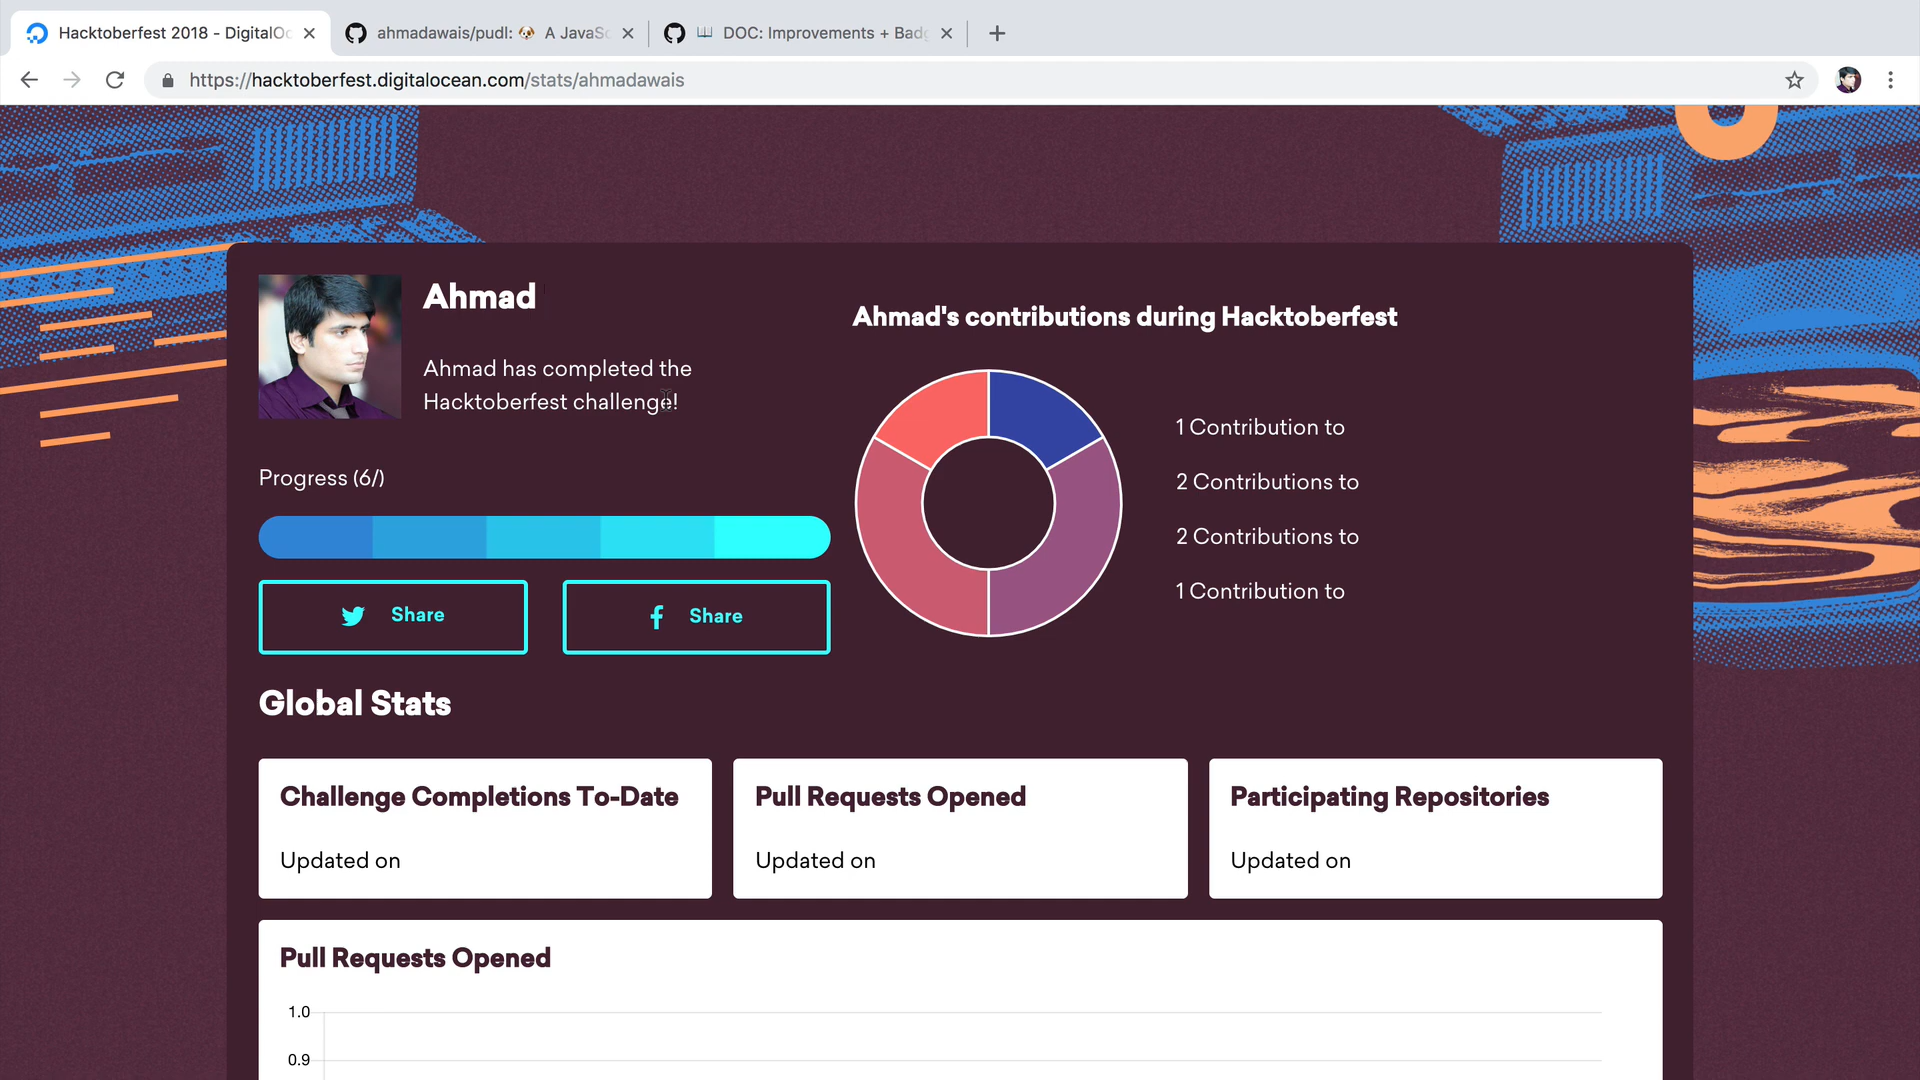 Hacktoberfest 2018 - DigitalOc
ahmadawais/pudl: 🐶 A JavaSc
📖 DOC: Improvements + Badg
https://hacktoberfest.digitalocean.com/stats/ahmadawais
Ahmad
Ahmad has completed the
Hacktoberfest challenge!
Progress (6/)
Share
Share
Ahmad's contributions during Hacktoberfest
1 Contribution to
2 Contributions to
2 Contributions to
1 Contribution to
Global Stats
Challenge Completions To-Date
Updated on
Pull Requests Opened
Updated on
Participating Repositories
Updated on
Pull Requests Opened
1.0
0.9